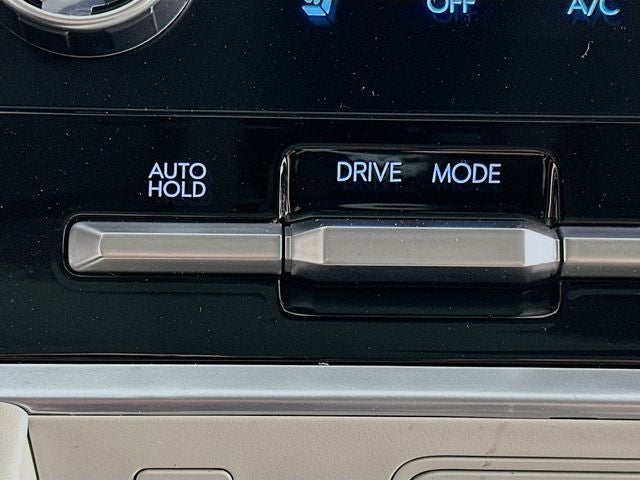 OFF A/C
AUTO
HOLD
DRIVE MODE